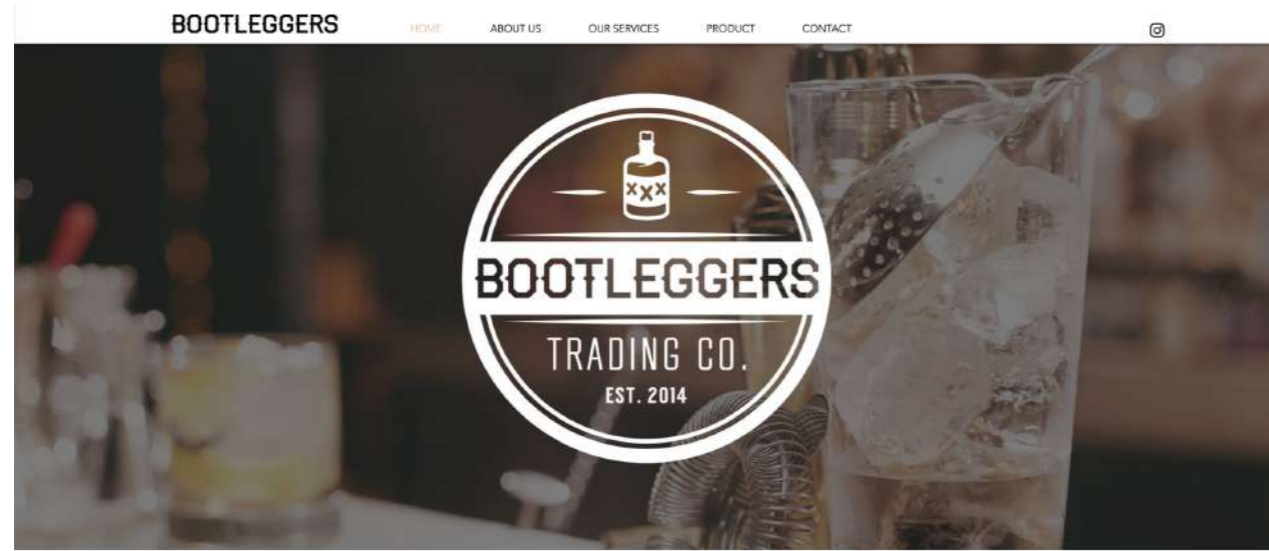 BOOTLEGGERS
HOME ABOUT US OUR SERVICES PRODUCT CONTACT
XXX
BOOTLEGGERS
TRADING CO.
EST. 2014